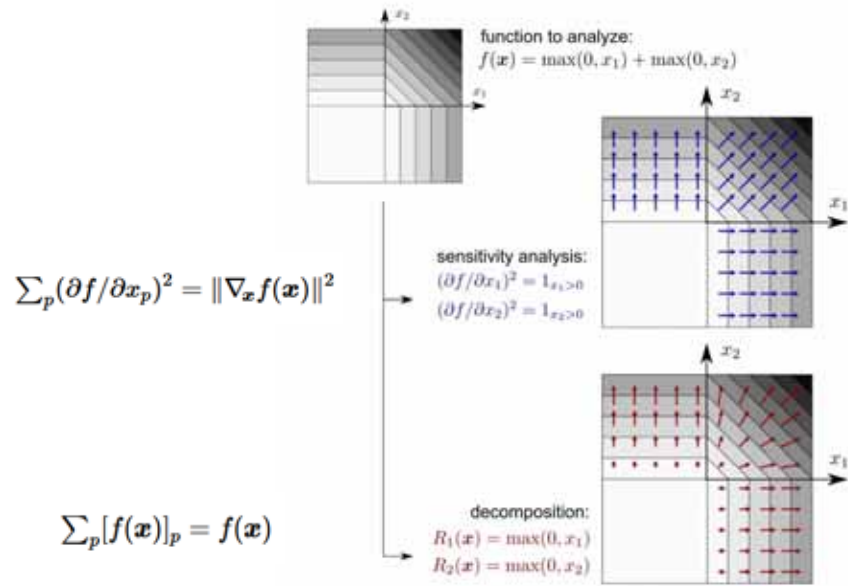 x₂
function to analyze:
f(x) = max(0, x₁) + max(0, x₂)
x₁
x₂
x₁
sensitivity analysis:
∑ₚ(∂f/∂xₚ)² = ‖∇ₓf(x)‖²
(∂f/∂x₁)² = 1ₓ₁>₀
(∂f/∂x₂)² = 1ₓ₂>₀
x₂
x₁
decomposition:
∑ₚ[f(x)]ₚ = f(x)
R₁(x) = max(0, x₁)
R₂(x) = max(0, x₂)